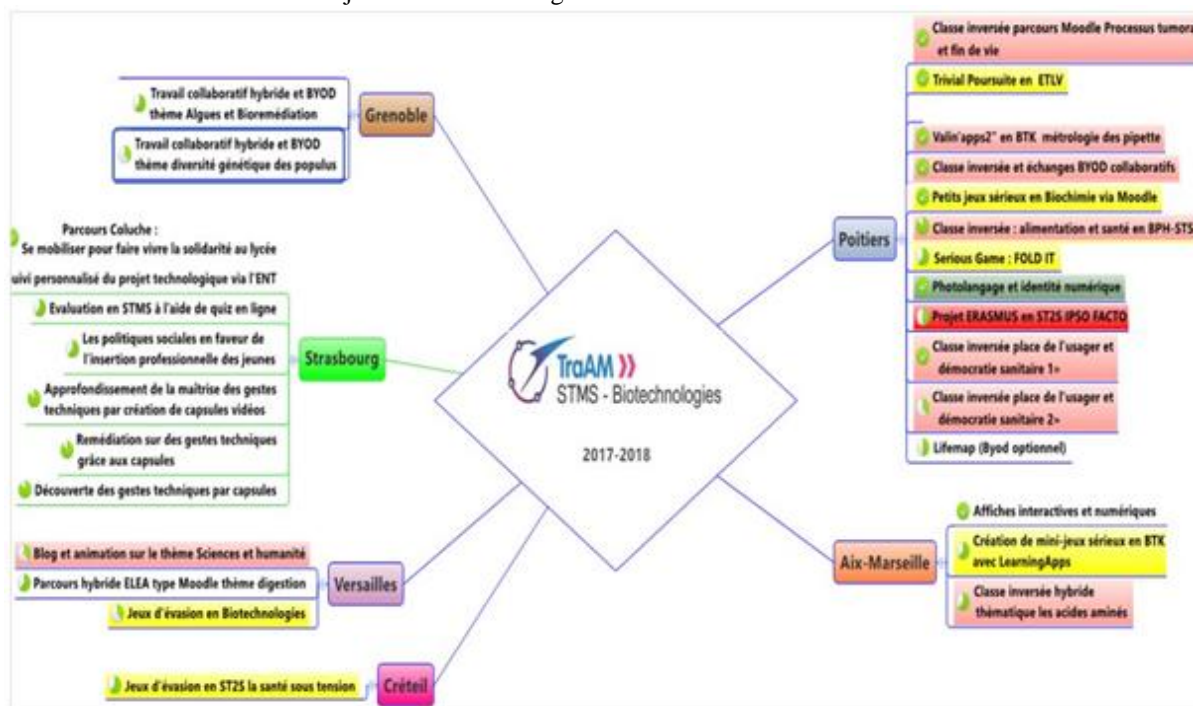 Travail collaboratif hybride et BYOD
thème Algues et Bioremédiation
Travail collaboratif hybride et BYOD
thème diversité génétique des populus
Grenoble
Parcours Coluche :
Se mobiliser pour faire vivre la solidarité au lycée
personnalisé du projet technologique via l'ENT
Evaluation en STMS à l'aide de quiz en ligne
Les politiques sociales en faveur de
l'insertion professionnelle des jeunes
Approfondissement de la maîtrise des gestes
techniques par création de capsules vidéos
Remédiation sur des gestes techniques
grâce aux capsules
Découverte des gestes techniques par capsules
Strasbourg
Blog et animation sur le thème Sciences et humanité
Parcours hybride ELEA type Moodle thème digestion
Jeux d'évasion en Biotechnologies
Versailles
Jeux d'évasion en ST2S la santé sous tension
Créteil
TraAM
STMS - Biotechnologies
2017-2018
Poitiers
Classe inversée parcours Moodle Processus
et fin de vie
Trivial Poursuite en ETLV
Valin'apps2" en BTK métrologie des pipette
Classe inversée et échanges BYOD collaboratifs
Petits jeux sérieux en Biochimie via Moodle
Classe inversée : alimentation et santé en
Serious Game : FOLD IT
Photolangage et identité numérique
Projet ERASMUS en ST2S IPSO FACTO
Classe inversée place de l'usager et
démocratie sanitaire 1»
Classe inversée place de l'usager et
démocratie sanitaire 2»
Lifemap (Byod optionnel)
Aix-Marseille
Affiches interactives et numériques
Création de mini-jeux sérieux en BTK
avec LearningApps
Classe inversée hybride
thématique les acides aminés